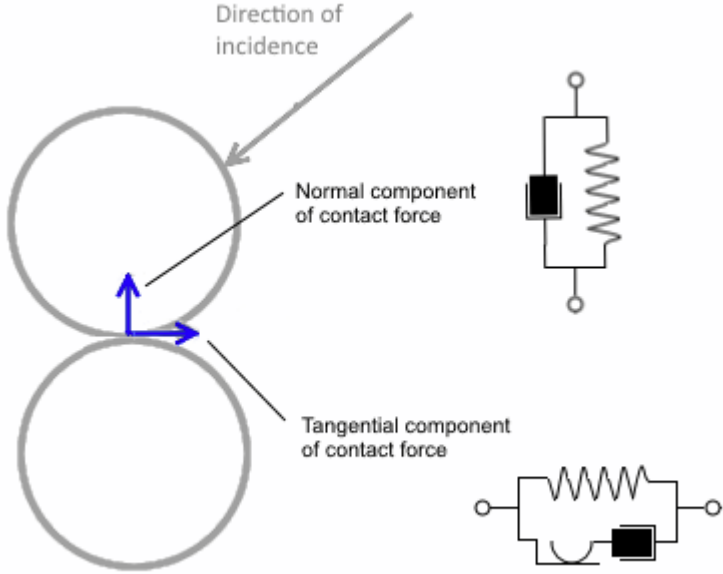 Direction of
incidence
Normal component
of contact force
Tangential component
of contact force